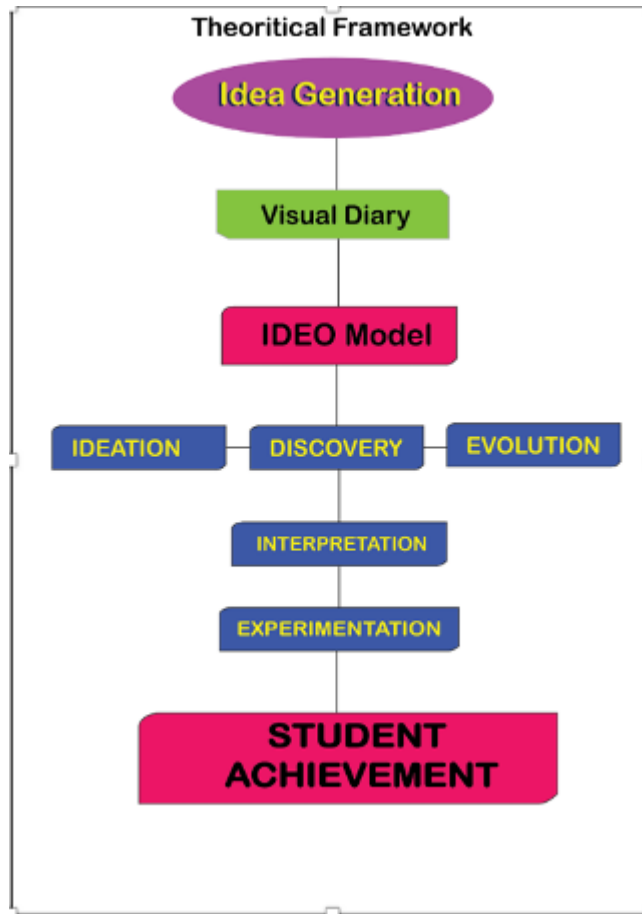 Theoritical Framework
Idea Generation
Visual Diary
IDEO Model
IDEATION
DISCOVERY
EVOLUTION
INTERPRETATION
EXPERIMENTATION
STUDENT
ACHIEVEMENT